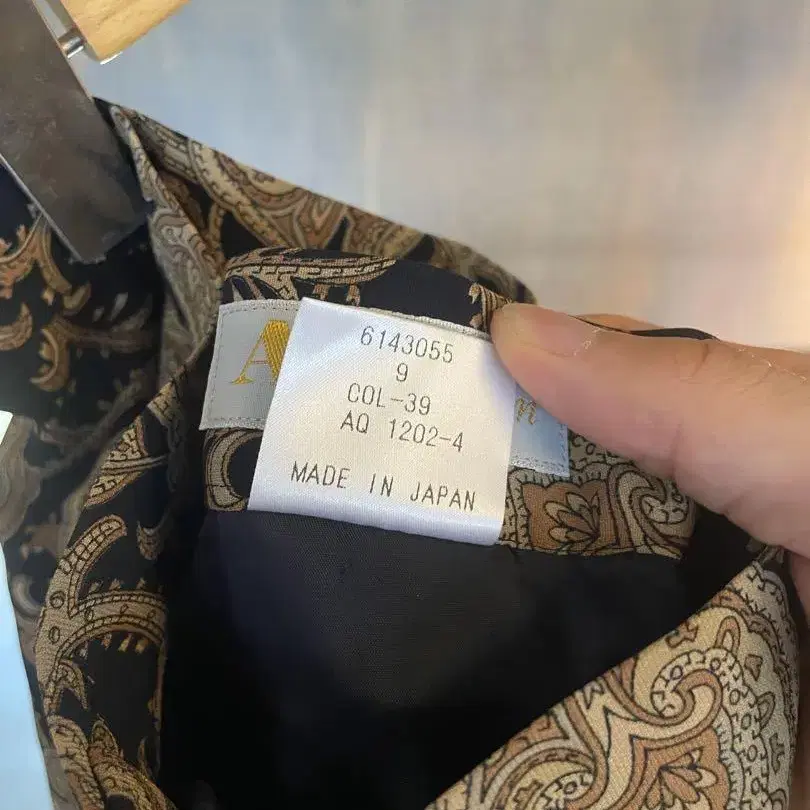 6143055
9
COL-39
AQ 1202-4
MADE IN JAPAN
A